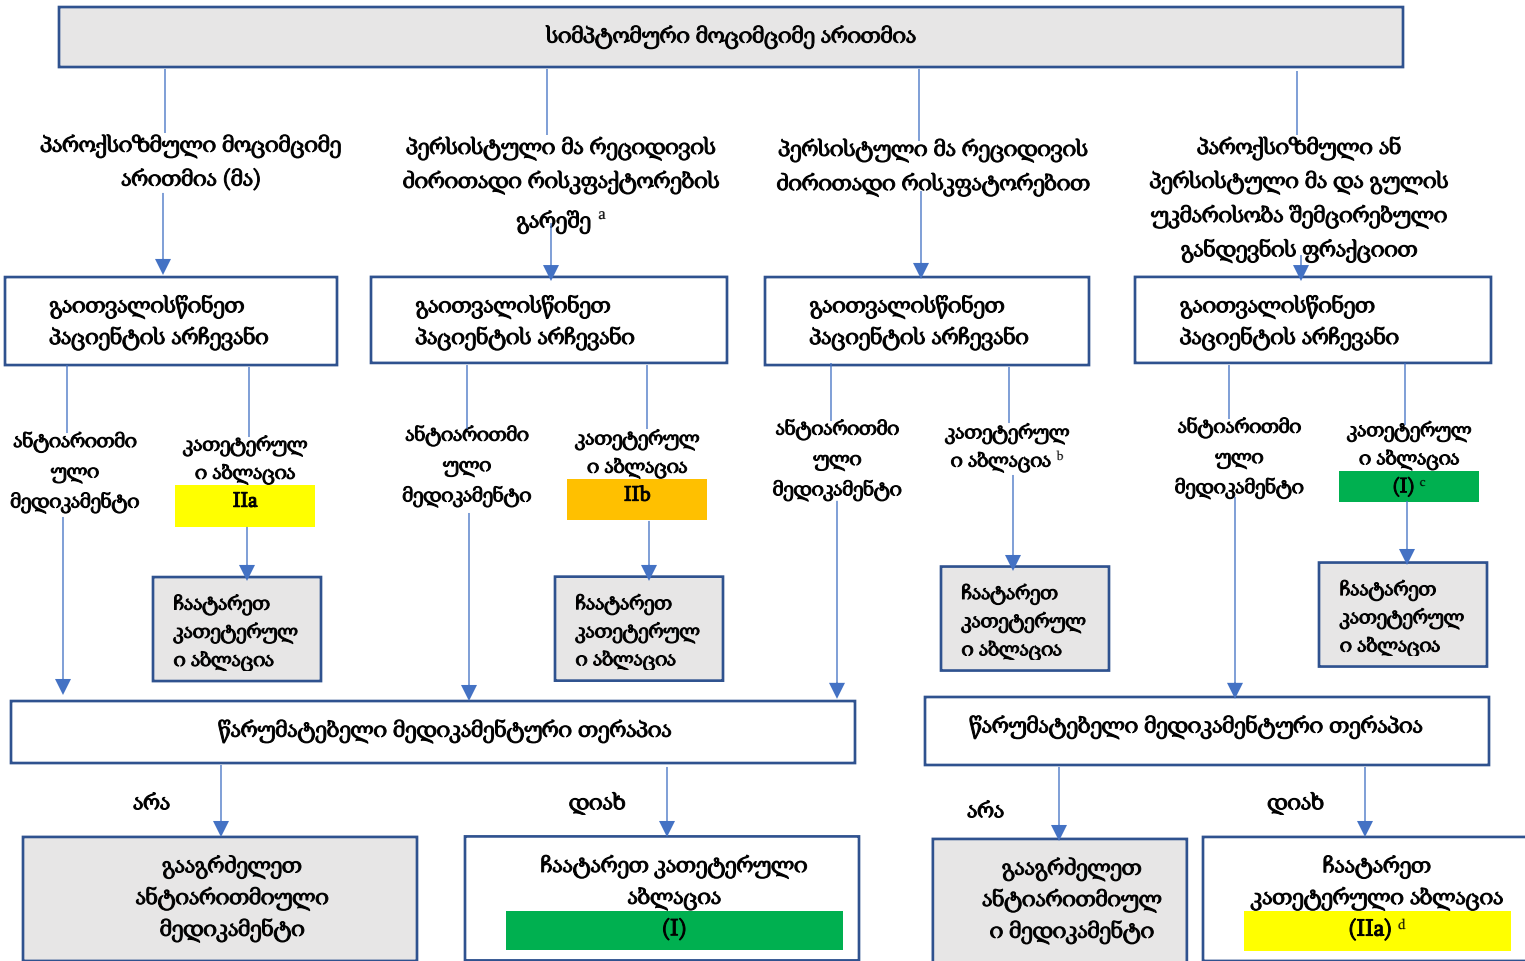 სიმპტომური მოციმციმე არითმია
პაროქსიზმული მოციმციმე
არითმია (მა)
პერსისტული მა რეციდივის
ძირითადი რისკფაქტორების
გარეშე a
პერსისტული მა რეციდივის
ძირითადი რისკფატორებით
პაროქსიზმული ან
პერსისტული მა და გულის
უკმარისობა შემცირებული
განდევნის ფრაქციით
გაითვალისწინეთ
პაციენტის არჩევანი
გაითვალისწინეთ
პაციენტის არჩევანი
გაითვალისწინეთ
პაციენტის არჩევანი
გაითვალისწინეთ
პაციენტის არჩევანი
ანტიარითმი
ული
მედიკამენტი
კათეტერულ
ი აბლაცია
IIa
ანტიარითმი
ული
მედიკამენტი
კათეტერულ
ი აბლაცია
IIb
ანტიარითმი
ული
მედიკამენტი
კათეტერულ
ი აბლაცია b
ანტიარითმი
ული
მედიკამენტი
კათეტერულ
ი აბლაცია
(I) c
ჩაატარეთ
კათეტერულ
ი აბლაცია
ჩაატარეთ
კათეტერულ
ი აბლაცია
ჩაატარეთ
კათეტერულ
ი აბლაცია
ჩაატარეთ
კათეტერულ
ი აბლაცია
წარუმატებელი მედიკამენტური თერაპია
წარუმატებელი მედიკამენტური თერაპია
არა
დიახ
არა
დიახ
გააგრძელეთ
ანტიარითმიული
მედიკამენტი
ჩაატარეთ კათეტერული
აბლაცია
(I)
გააგრძელეთ
ანტიარითმიულ
ი მედიკამენტი
ჩაატარეთ
კათეტერული აბლაცია
(IIa) d